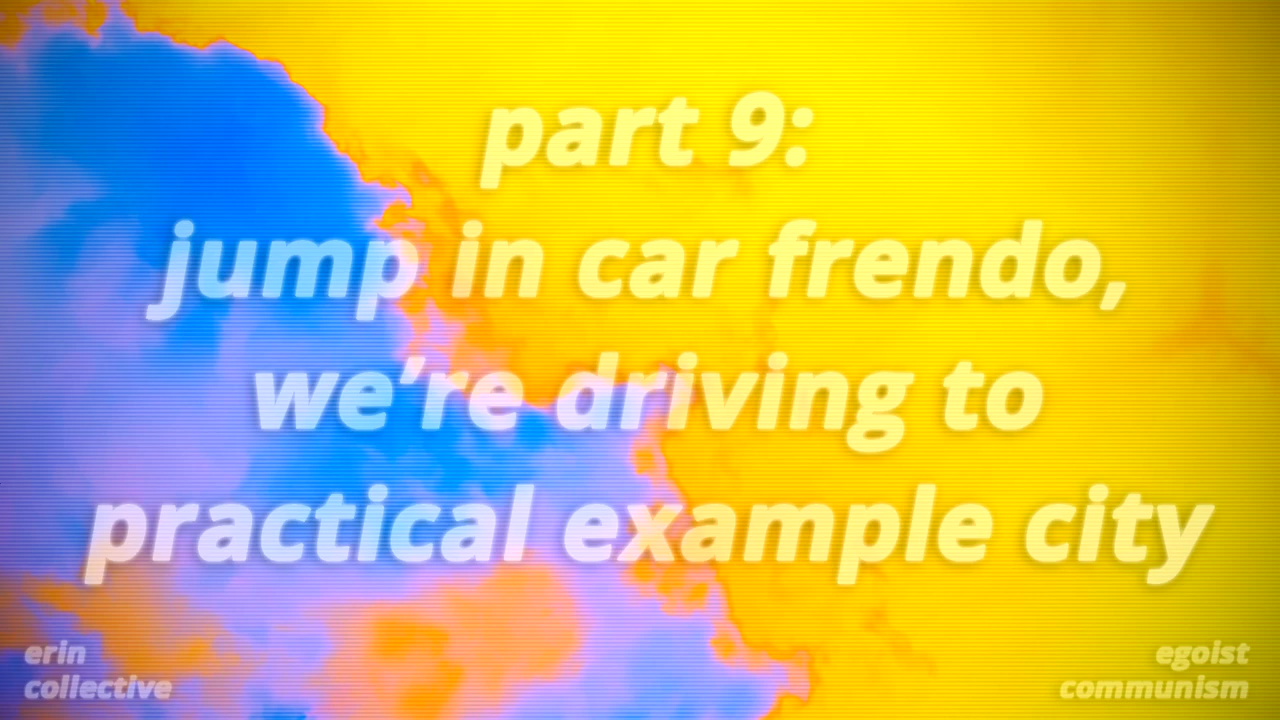 part 9:
jump in car frendo,
we’re driving to
practical example city
erin
collective
egoist
communism